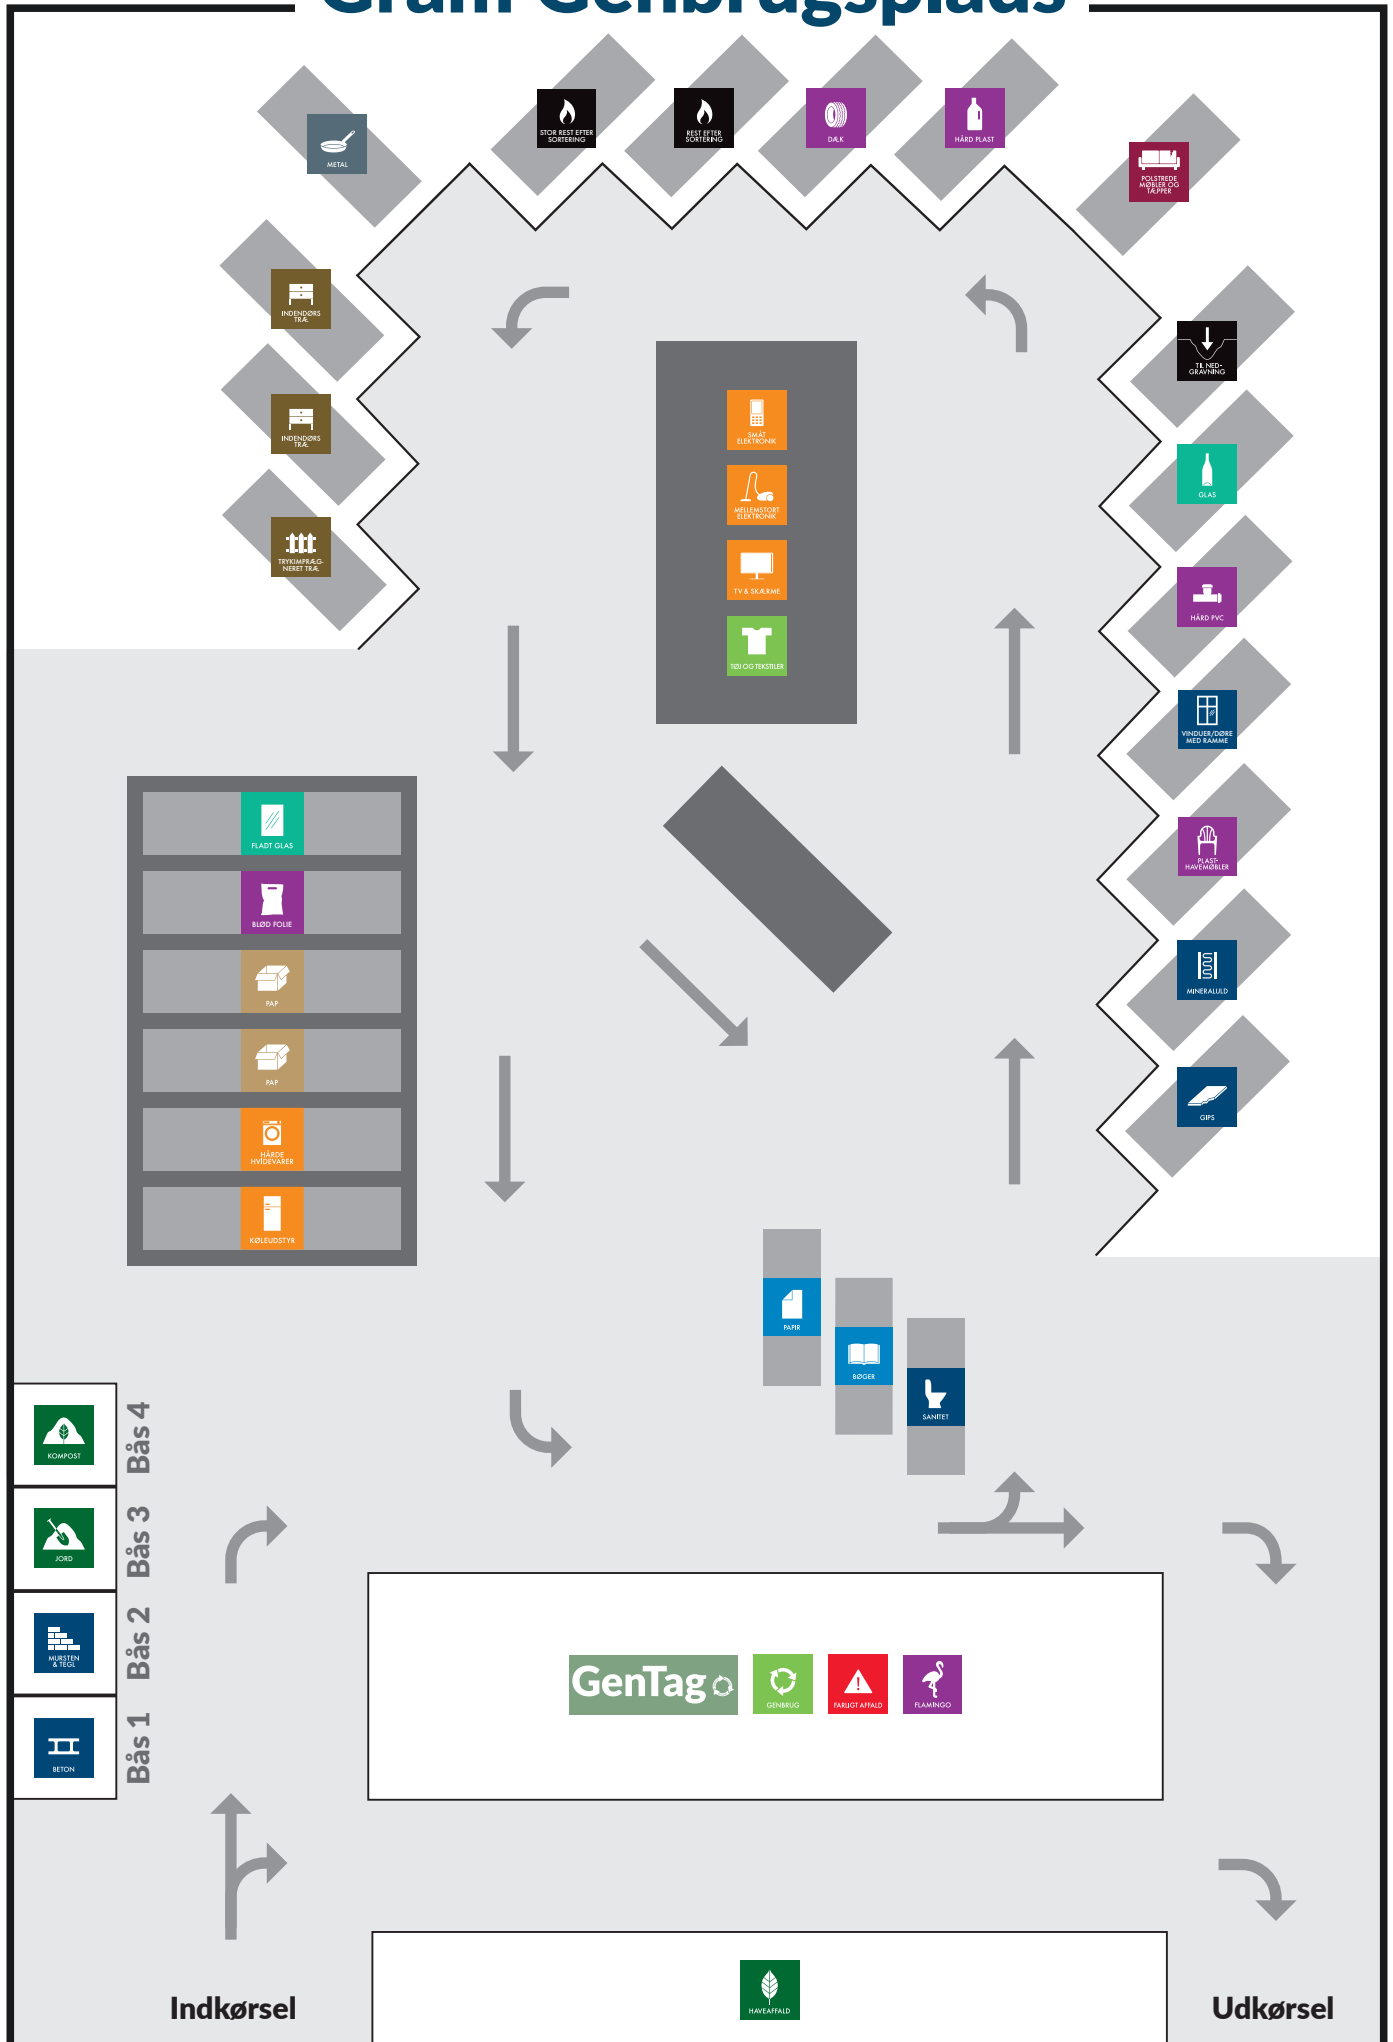 Gram Genbrugsplads
METAL
STOR REST EFTER
SORTERING
REST EFTER
SORTERING
DÆK
HÅRD PLAST
POLSTREDE
MØBLER OG
TÆPPER
INDENDØRS
TRÆ
INDENDØRS
TRÆ
TRYKIMPRÆG-
NERET TRÆ
SMÅT
ELEKTRONIK
MELLEMSTORT
ELEKTRONIK
TV & SKÆRME
TØJ OG TEKSTILER
TIL NED-
GRAVNING
GLAS
HÅRD PVC
VINDUER/DØRE
MED RAMME
PLAST-
HAVEMØBLER
MINERALULD
GIPS
FLADT GLAS
BLØD FOLIE
PAP
PAP
HÅRDE
HVIDEVARER
KØLEUDSTYR
PAPIR
BØGER
SANITET
KOMPOST
Bås 4
JORD
Bås 3
MURSTEN
& TEGL
Bås 2
BETON
Bås 1
GenTag
GENBRUG
FARLIGT AFFALD
FLAMINGO
HAVEAFFALD
Indkørsel
Udkørsel